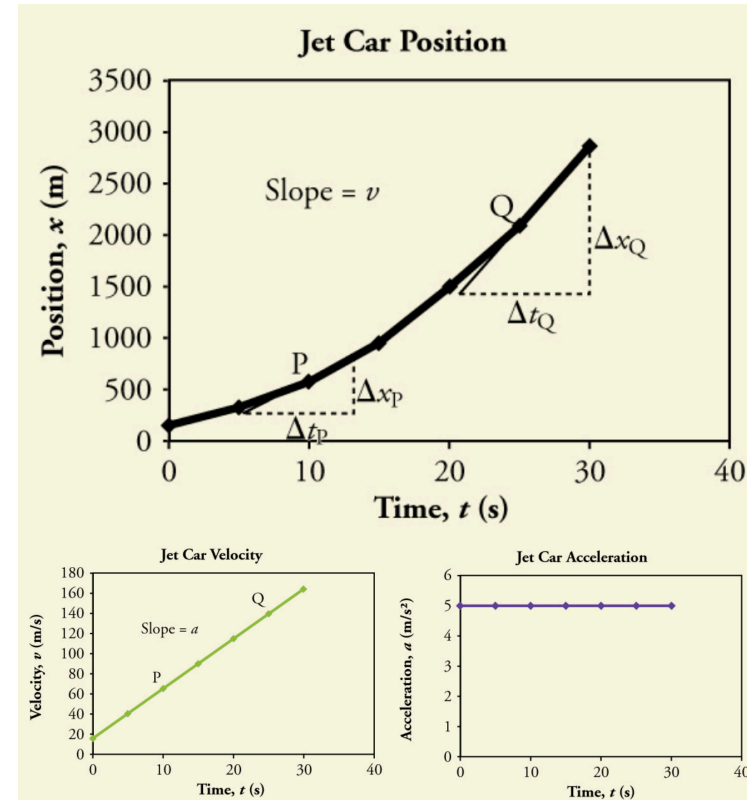 Jet Car Position
3500
3000
2500
2000
1500
1000
500
0
Position, x (m)
Slope = v
P
Q
ΔxQ
ΔtQ
ΔxP
ΔtP
0 10 20 30 40
Time, t (s)
Jet Car Velocity
180
160
140
120
100
80
60
40
20
0
Velocity, v (m/s)
Slope = a
P
Q
0 10 20 30 40
Time, t (s)
Jet Car Acceleration
6
5
4
3
2
1
0
Acceleration, a (m/s²)
0 10 20 30 40
Time, t (s)